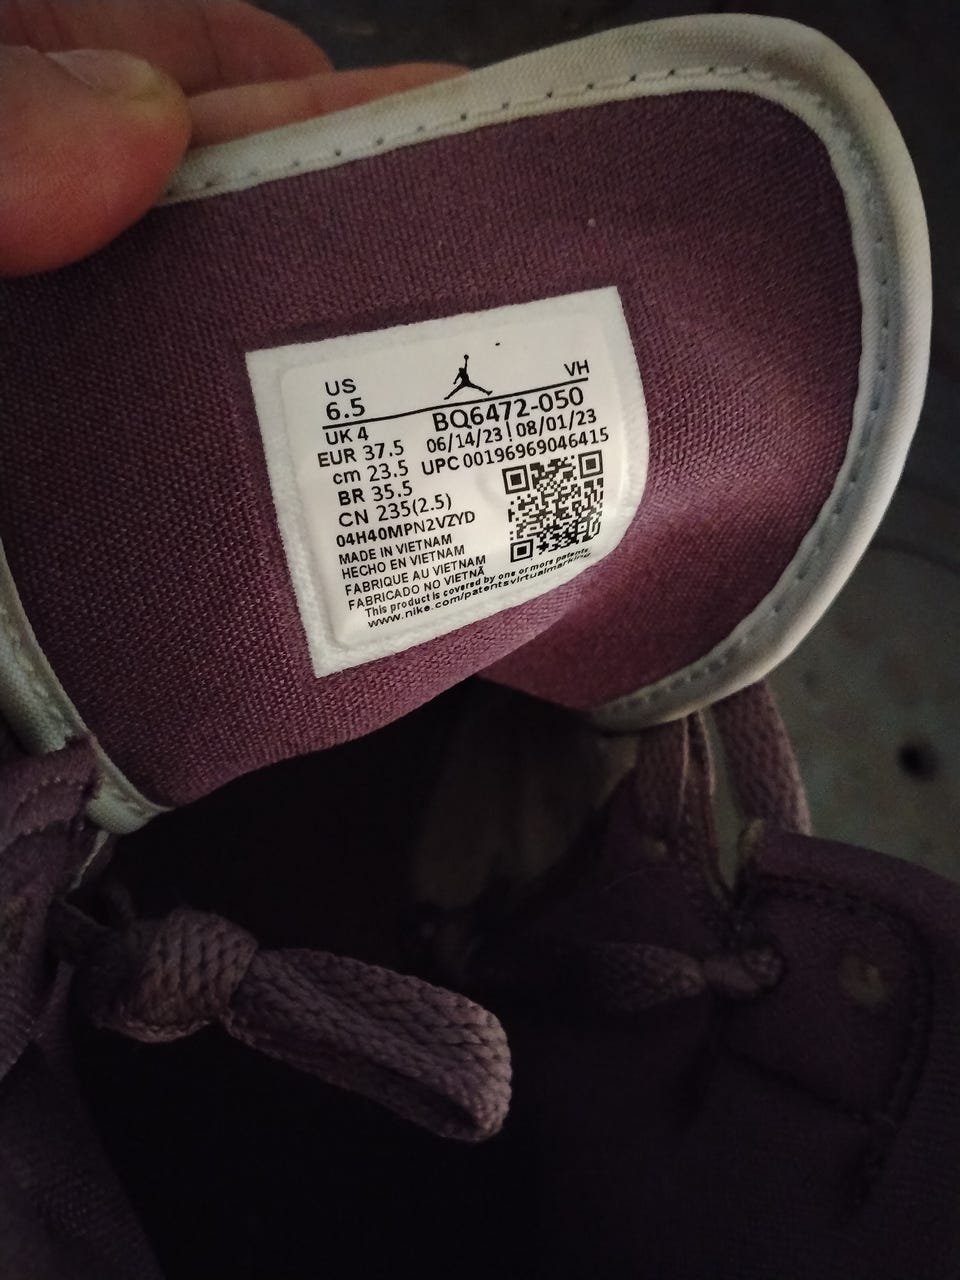 US
6.5
VH
UK 4
BQ6472-050
EUR 37.5
06/14/23 | 08/01/23
cm 23.5
UPC 00196969046415
BR 35.5
CN 235(2.5)
04H40MPN2VZYD
MADE IN VIETNAM
HECHO EN VIETNAM
FABRIQUE AU VIETNAM
FABRICADO NO VIETNÃ
This product is covered by one or more patents
www.nike.com/patentsvirtualmarking